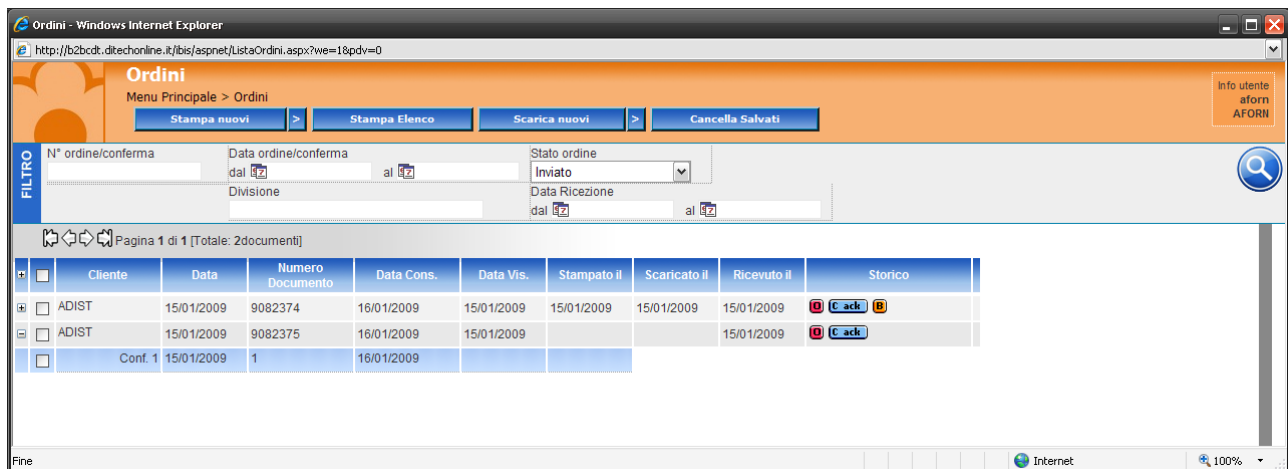 Ordini - Windows Internet Explorer
http://b2bcdt.ditechonline.it/ibis/aspnet/ListaOrdini.aspx?we=1&pdv=0
Ordini
Menu Principale > Ordini
Stampa nuovi > Stampa Elenco Scarica nuovi > Cancella Salvati
Info utente
aforn
AFORN
FILTRO
N° ordine/conferma Data ordine/conferma Stato ordine
dal al Inviato
Divisione Data Ricezione
dal al
Pagina 1 di 1 [Totale: 2documenti]
Cliente Data Numero Documento Data Cons. Data Vis. Stampato il Scaricato il Ricevuto il Storico
ADIST 15/01/2009 9082374 16/01/2009 15/01/2009 15/01/2009 15/01/2009 15/01/2009 O C ack B
ADIST 15/01/2009 9082375 16/01/2009 15/01/2009 15/01/2009 O C ack
Conf. 1 15/01/2009 1 16/01/2009
Fine Internet 100%